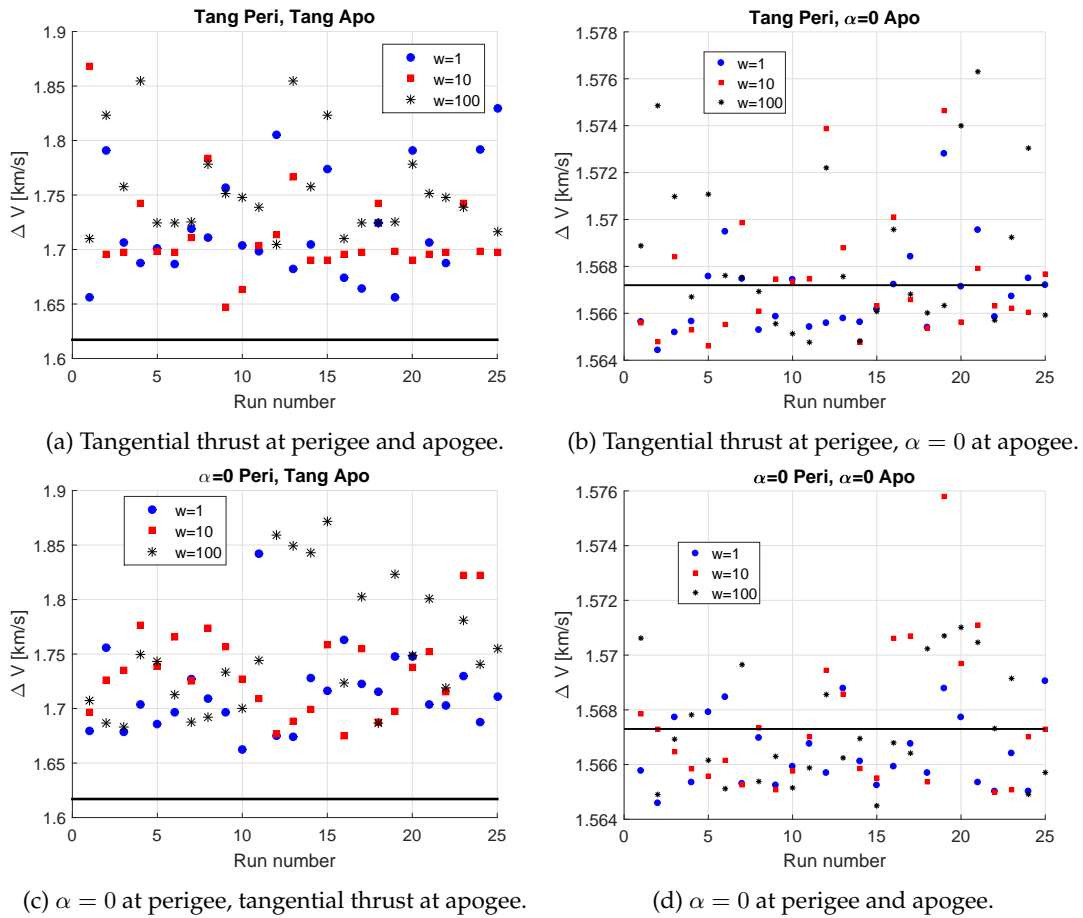 Tang Peri, Tang Apo
1.9
1.85
1.8
1.75
1.7
1.65
1.6
Δ V [km/s]
w=1
w=10
w=100
0 5 10 15 20 25
Run number
(a) Tangential thrust at perigee and apogee.
Tang Peri, α=0 Apo
1.578
1.576
1.574
1.572
1.57
1.568
1.566
1.564
Δ V [km/s]
w=1
w=10
w=100
0 5 10 15 20 25
Run number
(b) Tangential thrust at perigee, α = 0 at apogee.
α=0 Peri, Tang Apo
1.9
1.85
1.8
1.75
1.7
1.65
1.6
Δ V [km/s]
w=1
w=10
w=100
0 5 10 15 20 25
Run number
(c) α = 0 at perigee, tangential thrust at apogee.
α=0 Peri, α=0 Apo
1.576
1.574
1.572
1.57
1.568
1.566
1.564
Δ V [km/s]
w=1
w=10
w=100
0 5 10 15 20 25
Run number
(d) α = 0 at perigee and apogee.